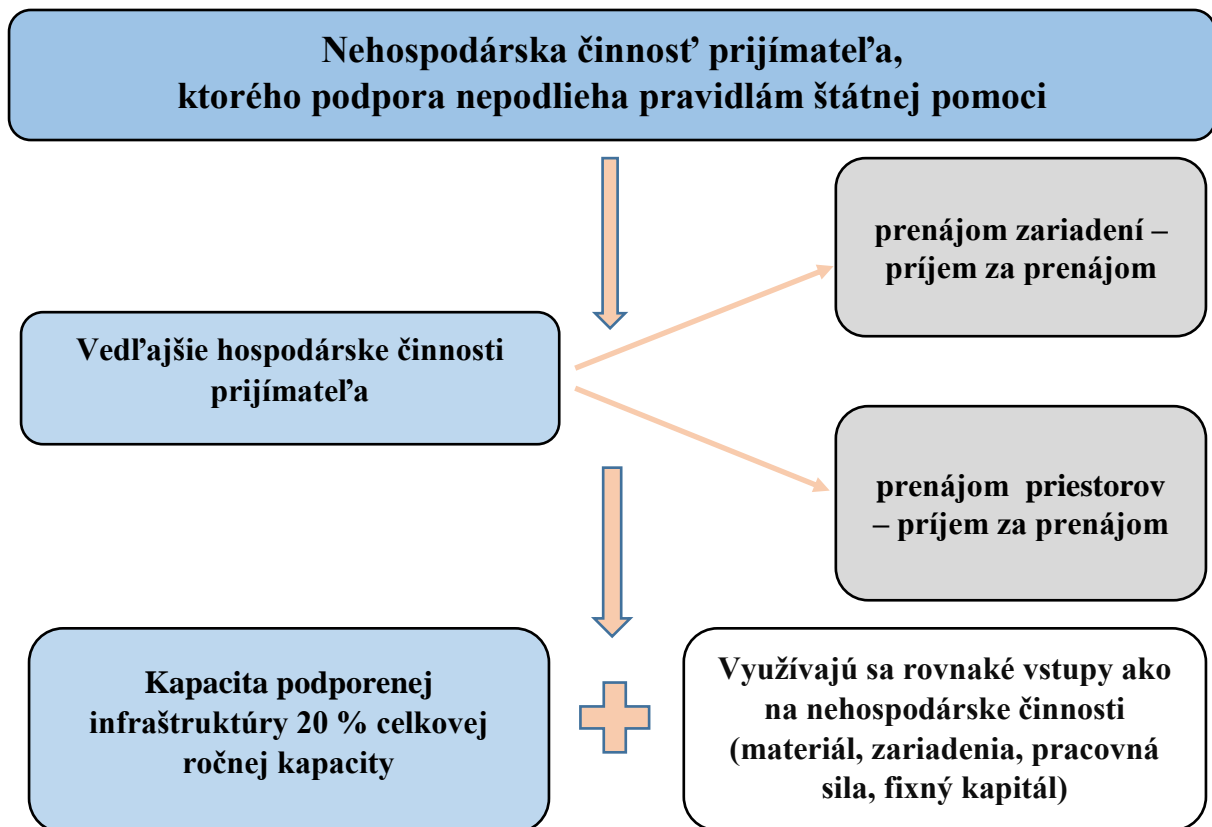 Nehospodárska činnosť prijímateľa,
ktorého podpora nepodlieha pravidlám štátnej pomoci
prenájom zariadení –
príjem za prenájom
Vedľajšie hospodárske činnosti
prijímateľa
prenájom priestorov
– príjem za prenájom
Kapacita podporenej
infraštruktúry 20 % celkovej
ročnej kapacity
Využívajú sa rovnaké vstupy ako
na nehospodárske činnosti
(materiál, zariadenia, pracovná
sila, fixný kapitál)